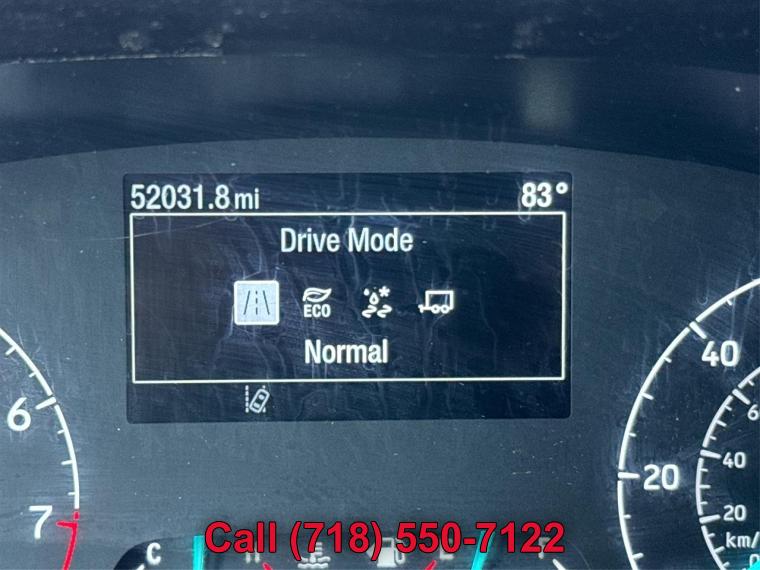 52031.8 mi 83°
Drive Mode
ECO
Normal
40
6
60
20
40
7
20
km/
0
C
Call (718) 550-7122